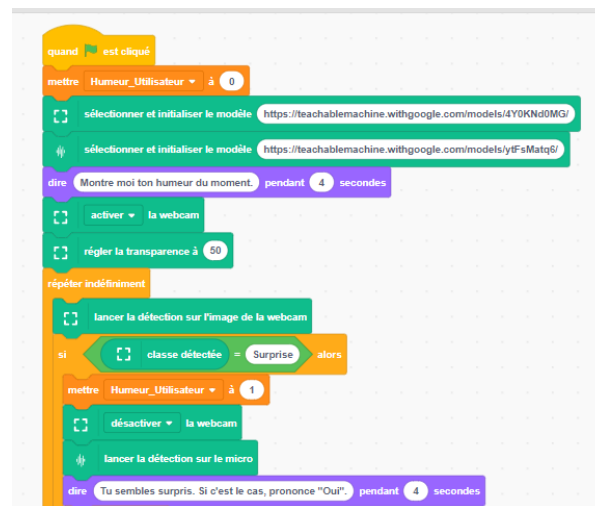 quand est cliqué
mettre Humeur_Utilisateur à 0
sélectionner et initialiser le modèle https://teachablemachine.withgoogle.com/models/4Y0KNd0MG/
sélectionner et initialiser le modèle https://teachablemachine.withgoogle.com/models/ytFsMatq6/
dire Montre moi ton humeur du moment. pendant 4 secondes
activer la webcam
régler la transparence à 50
répéter indéfiniment
lancer la détection sur l'image de la webcam
si classe détectée = Surprise alors
mettre Humeur_Utilisateur à 1
désactiver la webcam
lancer la détection sur le micro
dire Tu sembles surpris. Si c'est le cas, prononce "Oui". pendant 4 secondes